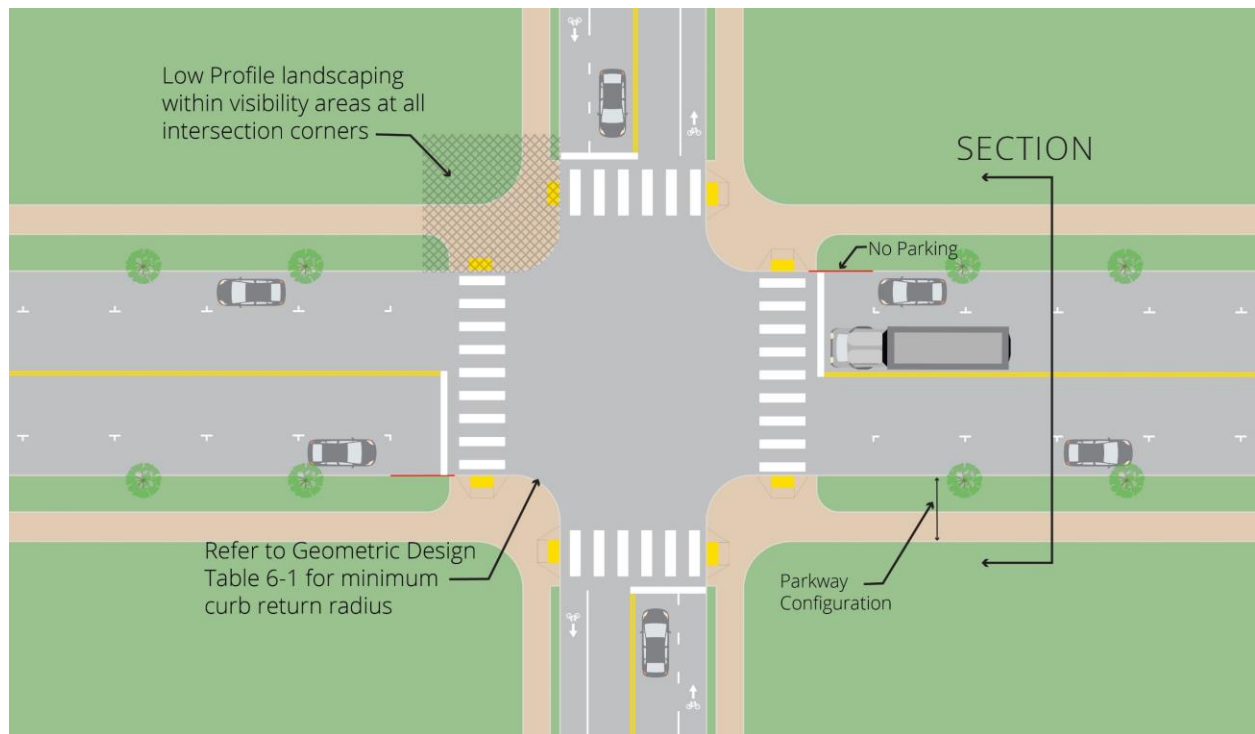 Low Profile landscaping
within visibility areas at all
intersection corners
SECTION
No Parking
Refer to Geometric Design
Table 6-1 for minimum
curb return radius
Parkway
Configuration